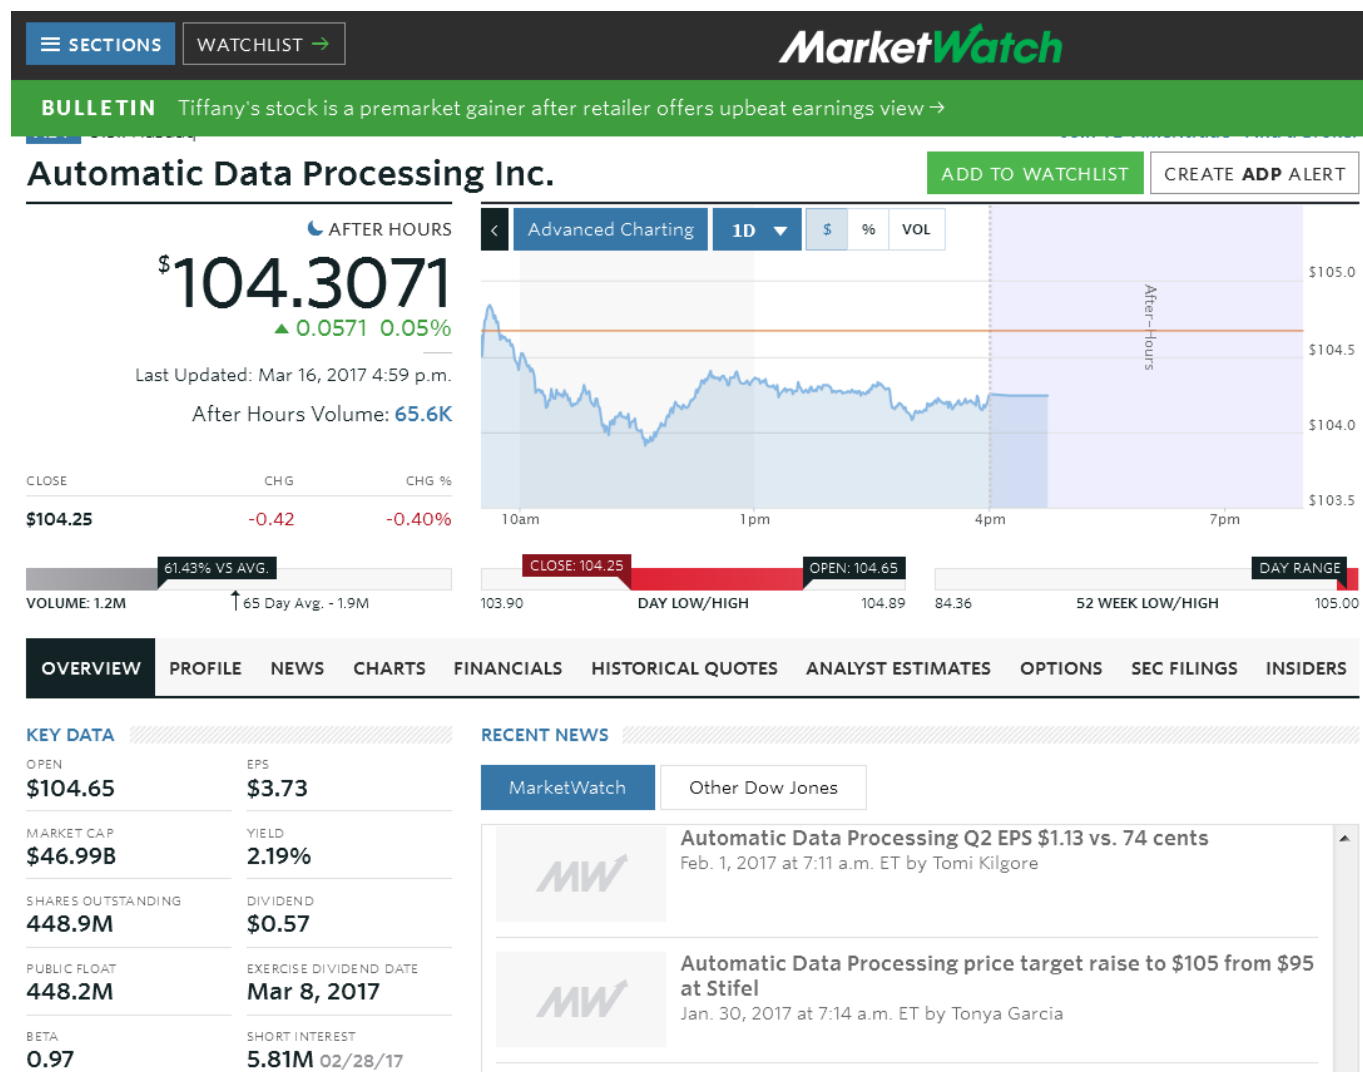 SECTIONS
WATCHLIST →
MarketWatch
BULLETIN Tiffany's stock is a premarket gainer after retailer offers upbeat earnings view →
Automatic Data Processing Inc.
ADD TO WATCHLIST
CREATE ADP ALERT
AFTER HOURS
$104.3071
▲ 0.0571 0.05%
Last Updated: Mar 16, 2017 4:59 p.m.
After Hours Volume: 65.6K
CLOSE CHG CHG %
$104.25 -0.42 -0.40%
< Advanced Charting 1D ▼ $ % VOL
After-Hours
$105.0
$104.5
$104.0
$103.5
10am 1pm 4pm 7pm
61.43% VS AVG.
VOLUME: 1.2M 65 Day Avg. - 1.9M
CLOSE: 104.25 OPEN: 104.65
103.90 DAY LOW/HIGH 104.89
DAY RANGE
84.36 52 WEEK LOW/HIGH 105.00
OVERVIEW PROFILE NEWS CHARTS FINANCIALS HISTORICAL QUOTES ANALYST ESTIMATES OPTIONS SEC FILINGS INSIDERS
KEY DATA
OPEN EPS
$104.65 $3.73
MARKET CAP YIELD
$46.99B 2.19%
SHARES OUTSTANDING DIVIDEND
448.9M $0.57
PUBLIC FLOAT EXERCISE DIVIDEND DATE
448.2M Mar 8, 2017
BETA SHORT INTEREST
0.97 5.81M 02/28/17
RECENT NEWS
MarketWatch Other Dow Jones
MW
Automatic Data Processing Q2 EPS $1.13 vs. 74 cents
Feb. 1, 2017 at 7:11 a.m. ET by Tomi Kilgore
MW
Automatic Data Processing price target raise to $105 from $95
at Stifel
Jan. 30, 2017 at 7:14 a.m. ET by Tonya Garcia